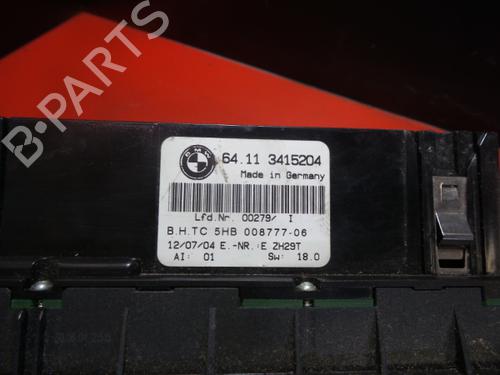 B-PARTS
BMW
64.11 3415204
Made in Germany
Lfd.Nr. 00279/ I
B.H.TC 5HB 008777-06
12/07/04 E.-NR.:E ZH29T
AI: 01 SW: 18.0